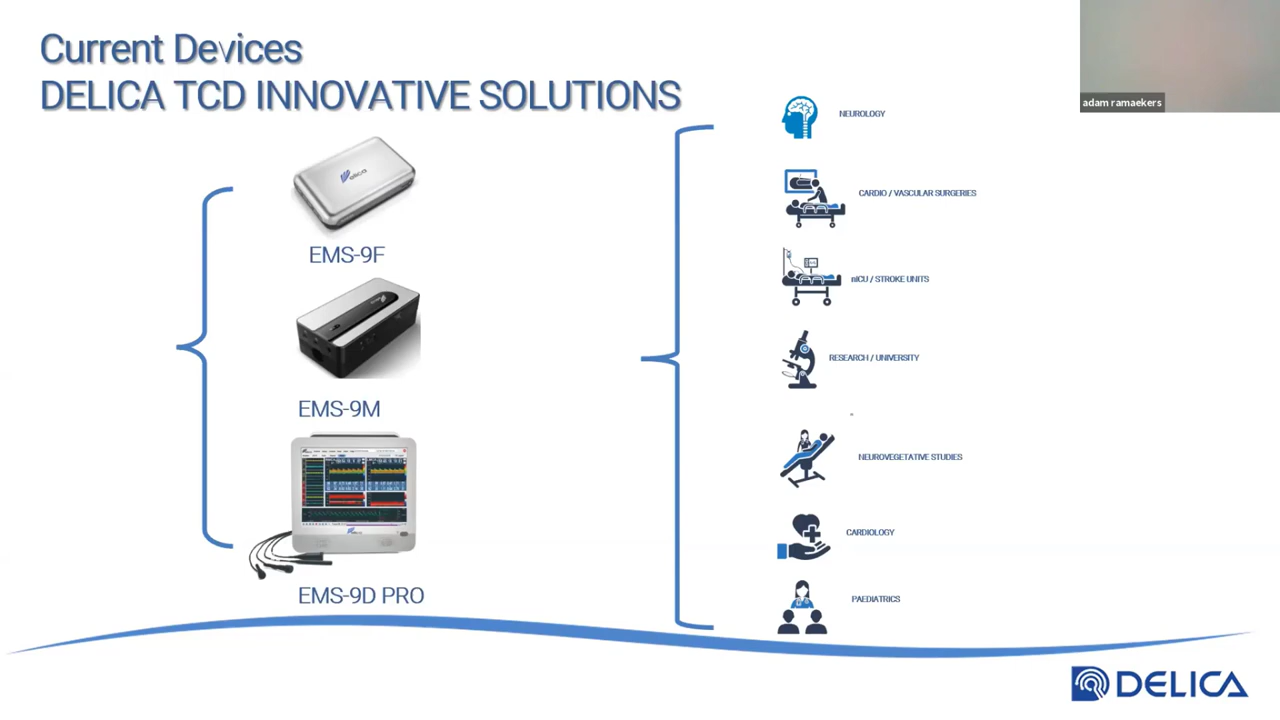 Current Devices
DELICA TCD INNOVATIVE SOLUTIONS
adam ramaekers
EMS-9F
EMS-9M
EMS-9D PRO
NEUROLOGY
CARDIO / VASCULAR SURGERIES
nICU / STROKE UNITS
RESEARCH / UNIVERSITY
NEUROVEGETATIVE STUDIES
CARDIOLOGY
PAEDIATRICS
DELICA